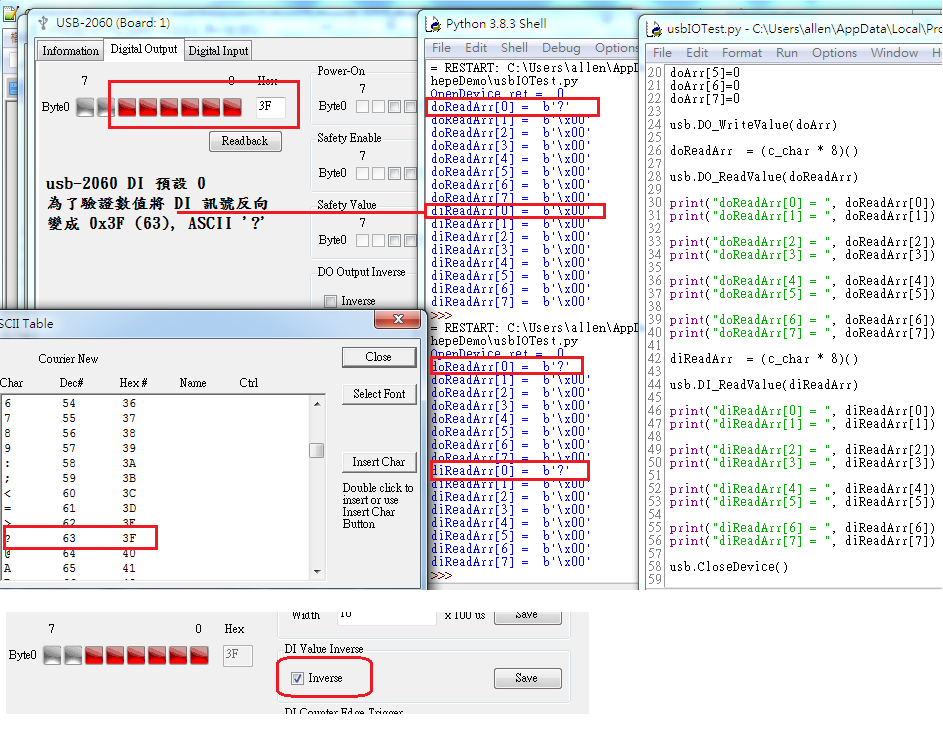 USB-2060 (Board: 1)
Information
Digital Output
Digital Input
7
0
Hex
Byte0
3F
Readback
Power-On
7
Byte0
Safety Enable
7
Byte0
Safety Value
7
Byte0
DO Output Inverse
Inverse
usb-2060 DI 預設 0
為了驗證數值將 DI 訊號反向
變成 0x3F (63), ASCII '?'
Python 3.8.3 Shell
File Edit Shell Debug Options
= RESTART: C:\Users\allen\AppD
hepeDemo\usbIOTest.py
OpenDevice ret =  0
doReadArr[0] =  b'?'
doReadArr[1] =  b'\x00'
doReadArr[2] =  b'\x00'
doReadArr[3] =  b'\x00'
doReadArr[4] =  b'\x00'
doReadArr[5] =  b'\x00'
doReadArr[6] =  b'\x00'
doReadArr[7] =  b'\x00'
diReadArr[0] =  b'\x00'
diReadArr[1] =  b'\x00'
diReadArr[2] =  b'\x00'
diReadArr[3] =  b'\x00'
diReadArr[4] =  b'\x00'
diReadArr[5] =  b'\x00'
diReadArr[6] =  b'\x00'
diReadArr[7] =  b'\x00'
>>>
= RESTART: C:\Users\allen\AppD
hepeDemo\usbIOTest.py
OpenDevice ret =  0
doReadArr[0] =  b'?'
doReadArr[1] =  b'\x00'
doReadArr[2] =  b'\x00'
doReadArr[3] =  b'\x00'
doReadArr[4] =  b'\x00'
doReadArr[5] =  b'\x00'
doReadArr[6] =  b'\x00'
doReadArr[7] =  b'\x00'
diReadArr[0] =  b'?'
diReadArr[1] =  b'\x00'
diReadArr[2] =  b'\x00'
diReadArr[3] =  b'\x00'
diReadArr[4] =  b'\x00'
diReadArr[5] =  b'\x00'
diReadArr[6] =  b'\x00'
diReadArr[7] =  b'\x00'
>>>
usbIOTest.py - C:\Users\allen\AppData\Local\Pro
File Edit Format Run Options Window H
20 doArr[5]=0
21 doArr[6]=0
22 doArr[7]=0
23
24 usb.DO_WriteValue(doArr)
25
26 doReadArr  = (c_char * 8)()
27
28 usb.DO_ReadValue(doReadArr)
29
30 print("doReadArr[0] = ", doReadArr[0])
31 print("doReadArr[1] = ", doReadArr[1])
32
33 print("doReadArr[2] = ", doReadArr[2])
34 print("doReadArr[3] = ", doReadArr[3])
35
36 print("doReadArr[4] = ", doReadArr[4])
37 print("doReadArr[5] = ", doReadArr[5])
38
39 print("doReadArr[6] = ", doReadArr[6])
40 print("doReadArr[7] = ", doReadArr[7])
41
42 diReadArr  = (c_char * 8)()
43
44 usb.DI_ReadValue(diReadArr)
45
46 print("diReadArr[0] = ", diReadArr[0])
47 print("diReadArr[1] = ", diReadArr[1])
48
49 print("diReadArr[2] = ", diReadArr[2])
50 print("diReadArr[3] = ", diReadArr[3])
51
52 print("diReadArr[4] = ", diReadArr[4])
53 print("diReadArr[5] = ", diReadArr[5])
54
55 print("diReadArr[6] = ", diReadArr[6])
56 print("diReadArr[7] = ", diReadArr[7])
57
58 usb.CloseDevice()
59
SCII Table
Courier New
Char Dec# Hex # Name Ctrl
6 54 36
7 55 37
8 56 38
9 57 39
: 58 3A
; 59 3B
< 60 3C
= 61 3D
> 62 3E
? 63 3F
@ 64 40
A 65 41
Close
Select Font
Insert Char
Double click to
insert or use
Insert Char
Button
7
0
Hex
Byte0
3F
Width
10
x 100 us
Save
DI Value Inverse
Inverse
Save
DI Counter Edge Trigger